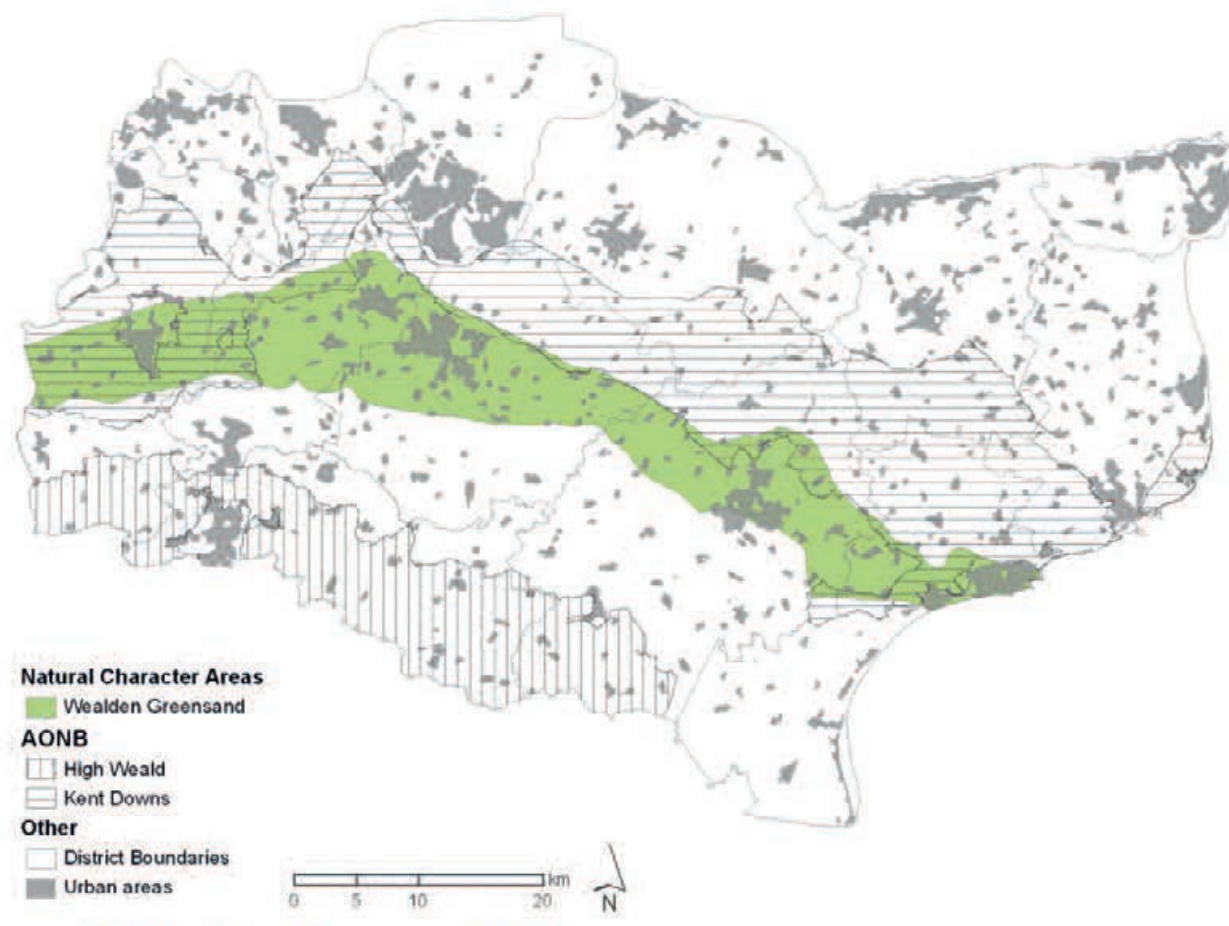 Natural Character Areas
Wealden Greensand
AONB
High Weald
Kent Downs
Other
District Boundaries
Urban areas
km
0 5 10 20
N